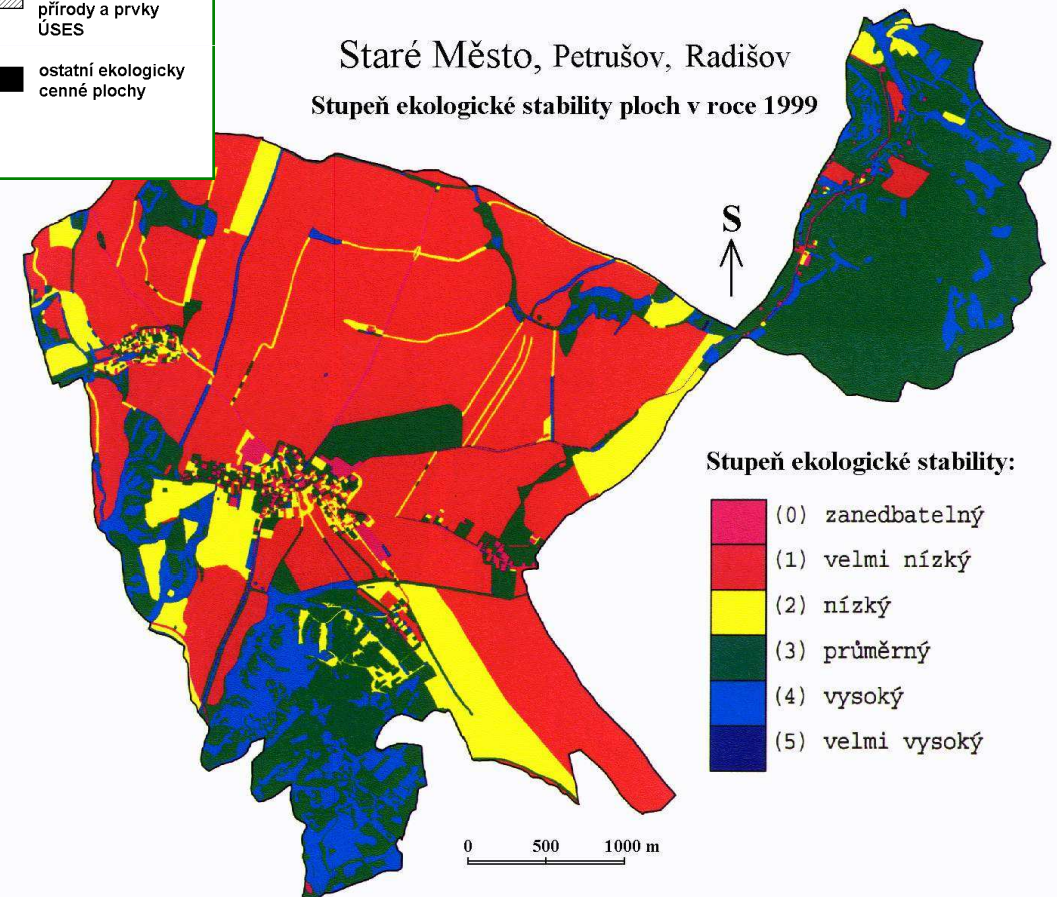 přírody a prvky
ÚSES
ostatní ekologicky
cenné plochy
Staré Město, Petrušov, Radišov
Stupeň ekologické stability ploch v roce 1999
S
Stupeň ekologické stability:
(0) zanedbatelný
(1) velmi nízký
(2) nízký
(3) průměrný
(4) vysoký
(5) velmi vysoký
0 500 1000 m